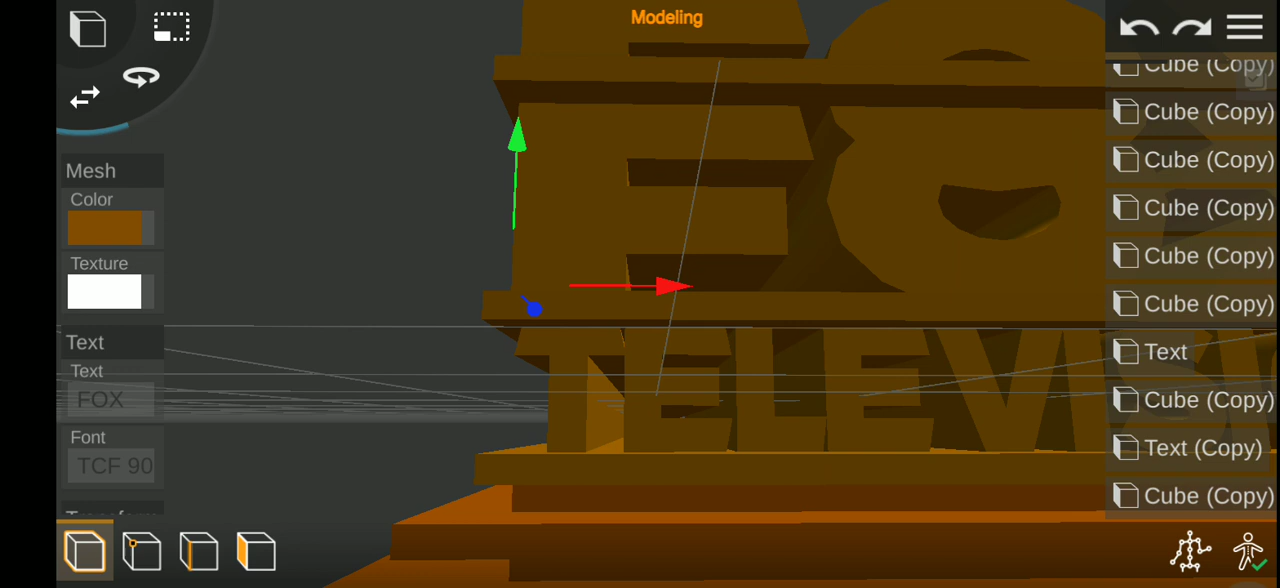 Modeling
Cube (Copy)
Cube (Copy)
Cube (Copy)
Cube (Copy)
Cube (Copy)
Cube (Copy)
Text
Cube (Copy)
Text (Copy)
Cube (Copy)
Mesh
Color
Texture
Text
Text
FOX
Font
TCF 90
Transform